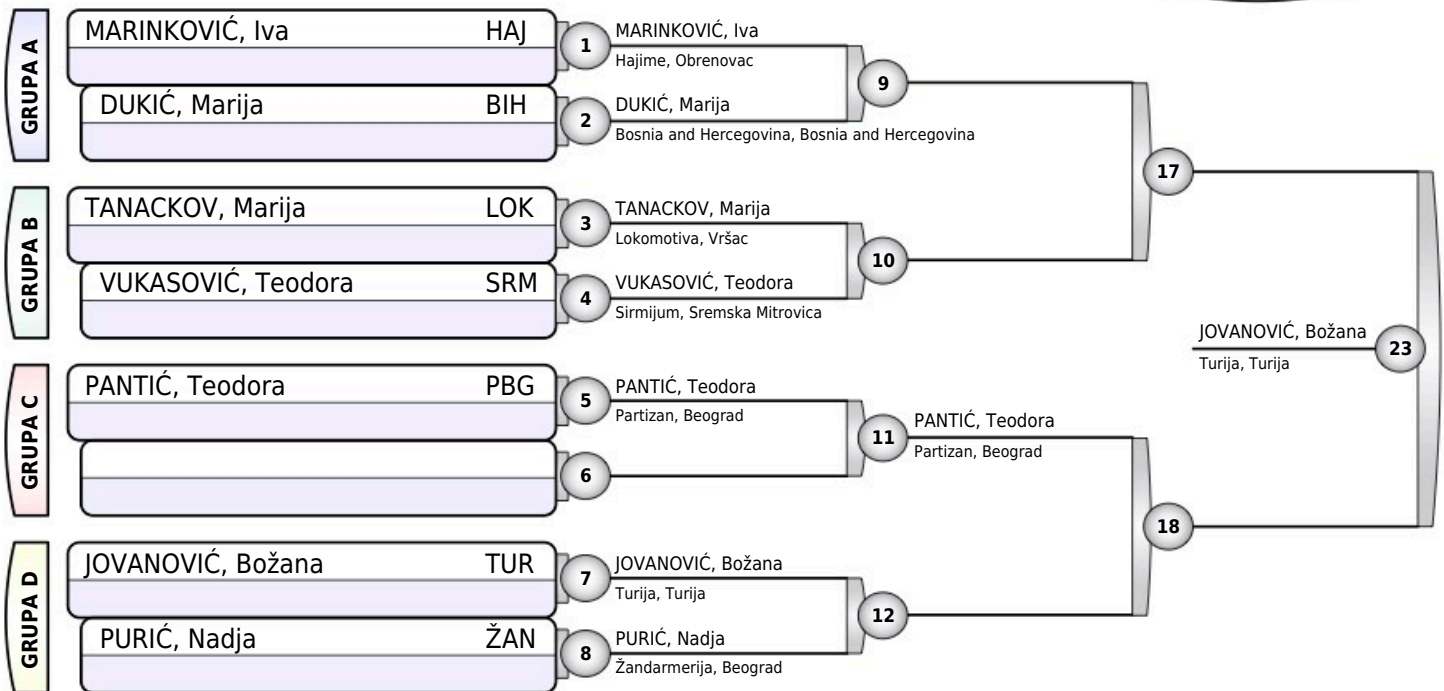 GRUPA A
MARINKOVIĆ, Iva HAJ
1
MARINKOVIĆ, Iva
Hajime, Obrenovac
DUKIĆ, Marija BIH
2
DUKIĆ, Marija
Bosnia and Hercegovina, Bosnia and Hercegovina
9
GRUPA B
TANACKOV, Marija LOK
3
TANACKOV, Marija
Lokomotiva, Vršac
VUKASOVIĆ, Teodora SRM
4
VUKASOVIĆ, Teodora
Sirmijum, Sremska Mitrovica
10
17
GRUPA C
PANTIĆ, Teodora PBG
5
PANTIĆ, Teodora
Partizan, Beograd
6
11
PANTIĆ, Teodora
Partizan, Beograd
GRUPA D
JOVANOVIĆ, Božana TUR
7
JOVANOVIĆ, Božana
Turija, Turija
PURIĆ, Nadja ŽAN
8
PURIĆ, Nadja
Žandarmerija, Beograd
12
18
JOVANOVIĆ, Božana
Turija, Turija
23